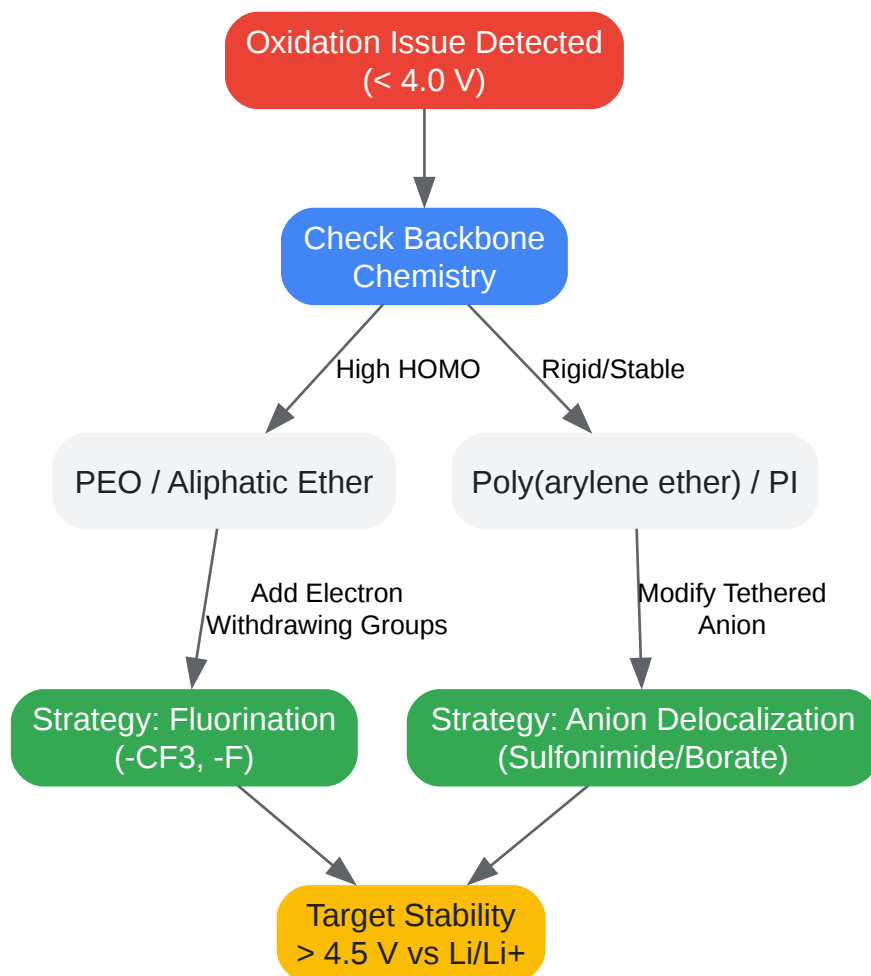 Oxidation Issue Detected
(< 4.0 V)
Check Backbone
Chemistry
High HOMO
Rigid/Stable
PEO / Aliphatic Ether
Poly(arylene ether) / PI
Add Electron
Withdrawing Groups
Modify Tethered
Anion
Strategy: Fluorination
(-CF3, -F)
Strategy: Anion Delocalization
(Sulfonimide/Borate)
Target Stability
> 4.5 V vs Li/Li+